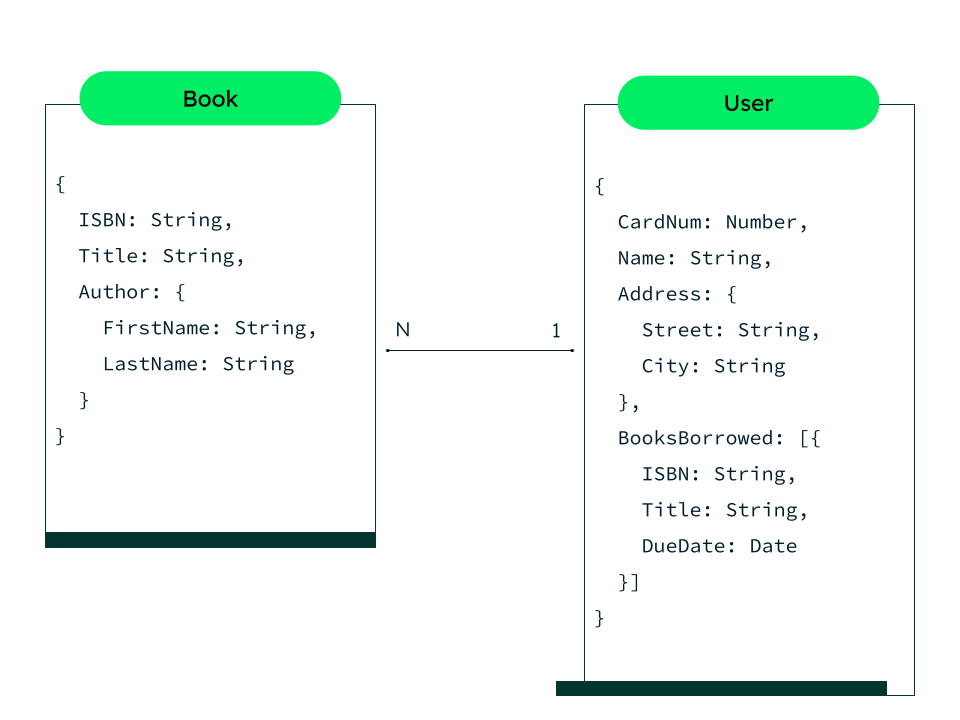 Book
{
  ISBN: String,
  Title: String,
  Author: {
    FirstName: String,
    LastName: String
  }
}
N
1
User
{
  CardNum: Number,
  Name: String,
  Address: {
    Street: String,
    City: String
  },
  BooksBorrowed: [{
    ISBN: String,
    Title: String,
    DueDate: Date
  }]
}